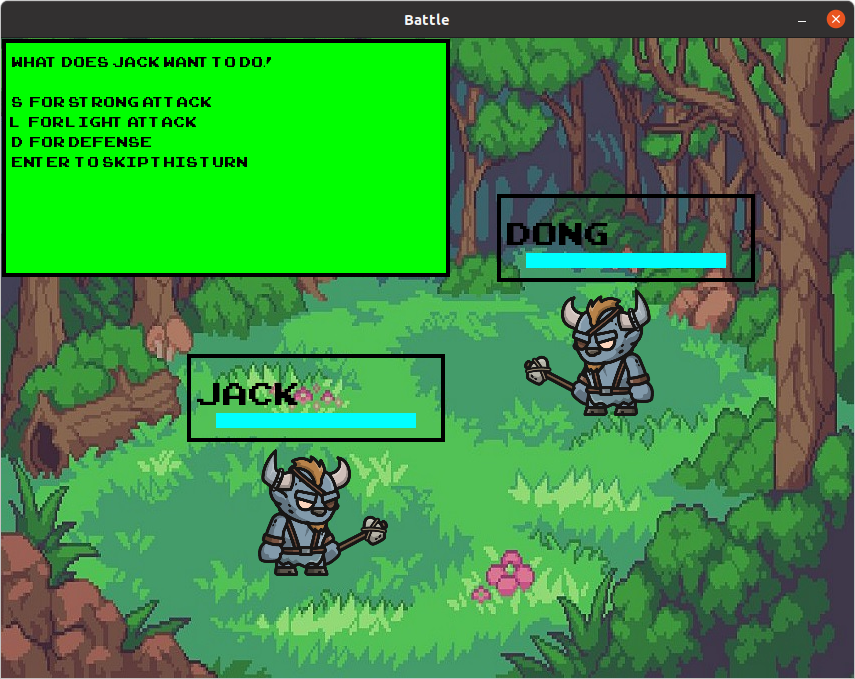 Battle
WHAT DOES JACK WANT TO DO!
S FOR STRONG ATTACK
L FOR LIGHT ATTACK
D FOR DEFENSE
ENTER TO SKIP THIS TURN
DONG
JACK